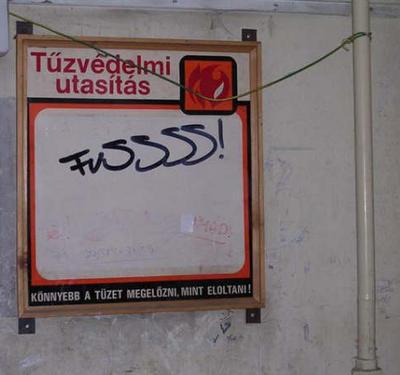 Tűzvédelmi
utasítás
FuSSSS!
KÖNNYEBB A TÜZET MEGELŐZNI, MINT ELOLTANI!